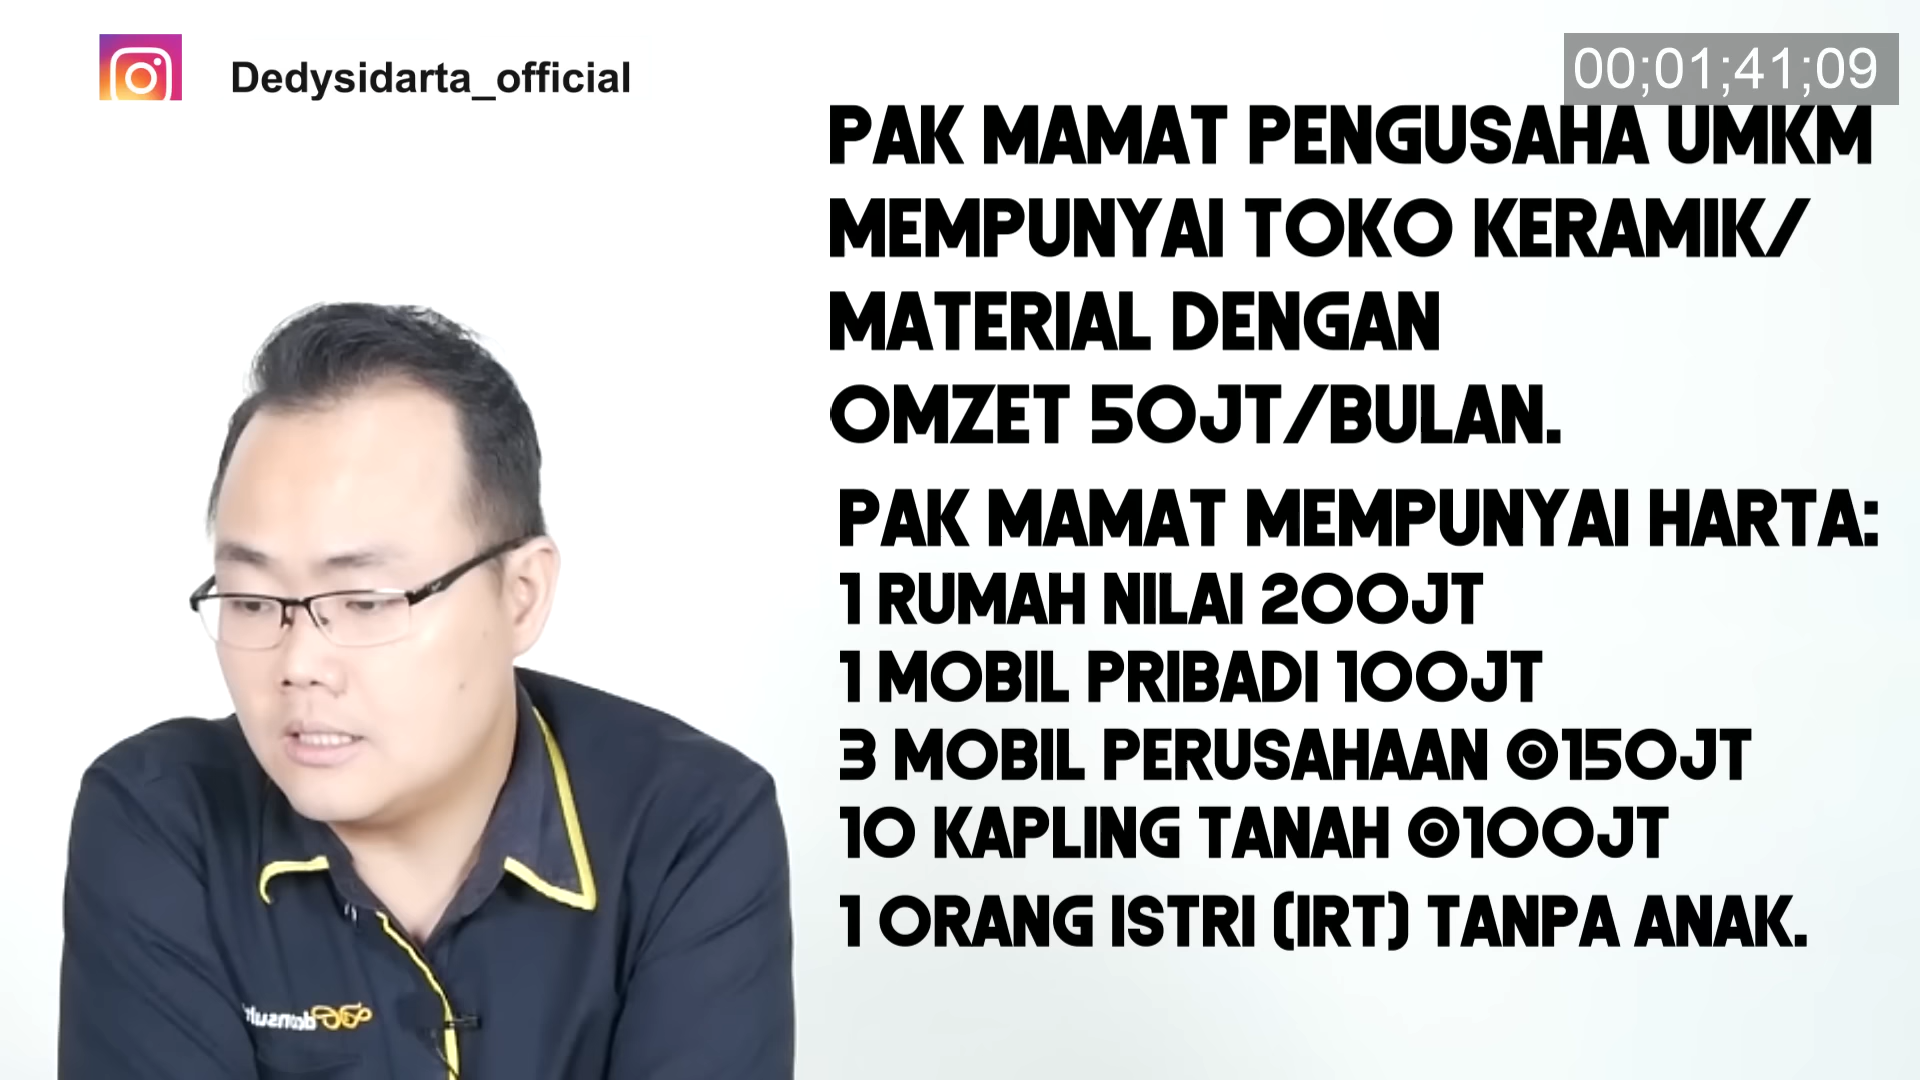 Dedysidarta_official
00;01;41;09
PAK MAMAT PENGUSAHA UMKM
MEMPUNYAI TOKO KERAMIK/
MATERIAL DENGAN
OMZET 50JT/BULAN.
PAK MAMAT MEMPUNYAI HARTA:
1 RUMAH NILAI 200JT
1 MOBIL PRIBADI 100JT
3 MOBIL PERUSAHAAN @150JT
10 KAPLING TANAH @100JT
1 ORANG ISTRI (IRT) TANPA ANAK.